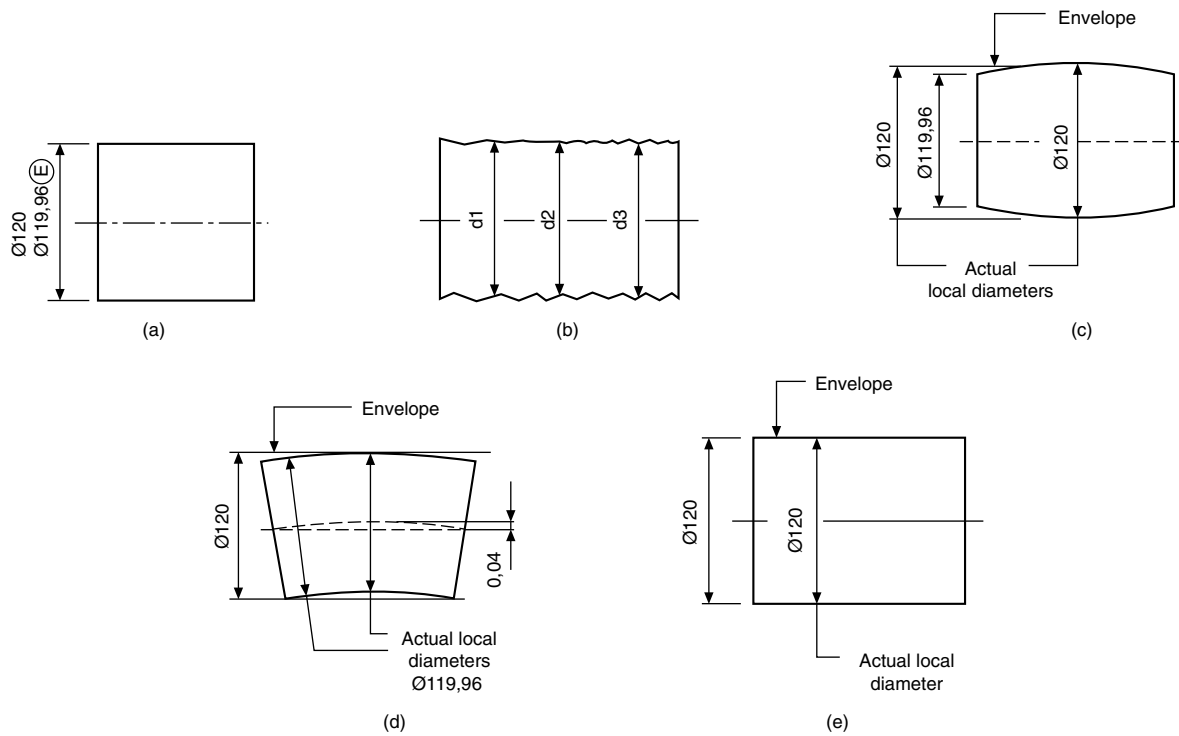 Ø120
Ø119,96 Ⓔ
(a)
d1
d2
d3
(b)
Envelope
Ø120
Ø119,96
Ø120
Actual
local diameters
(c)
Envelope
Ø120
0,04
Actual local
diameters
Ø119,96
(d)
Envelope
Ø120
Ø120
Actual local
diameter
(e)